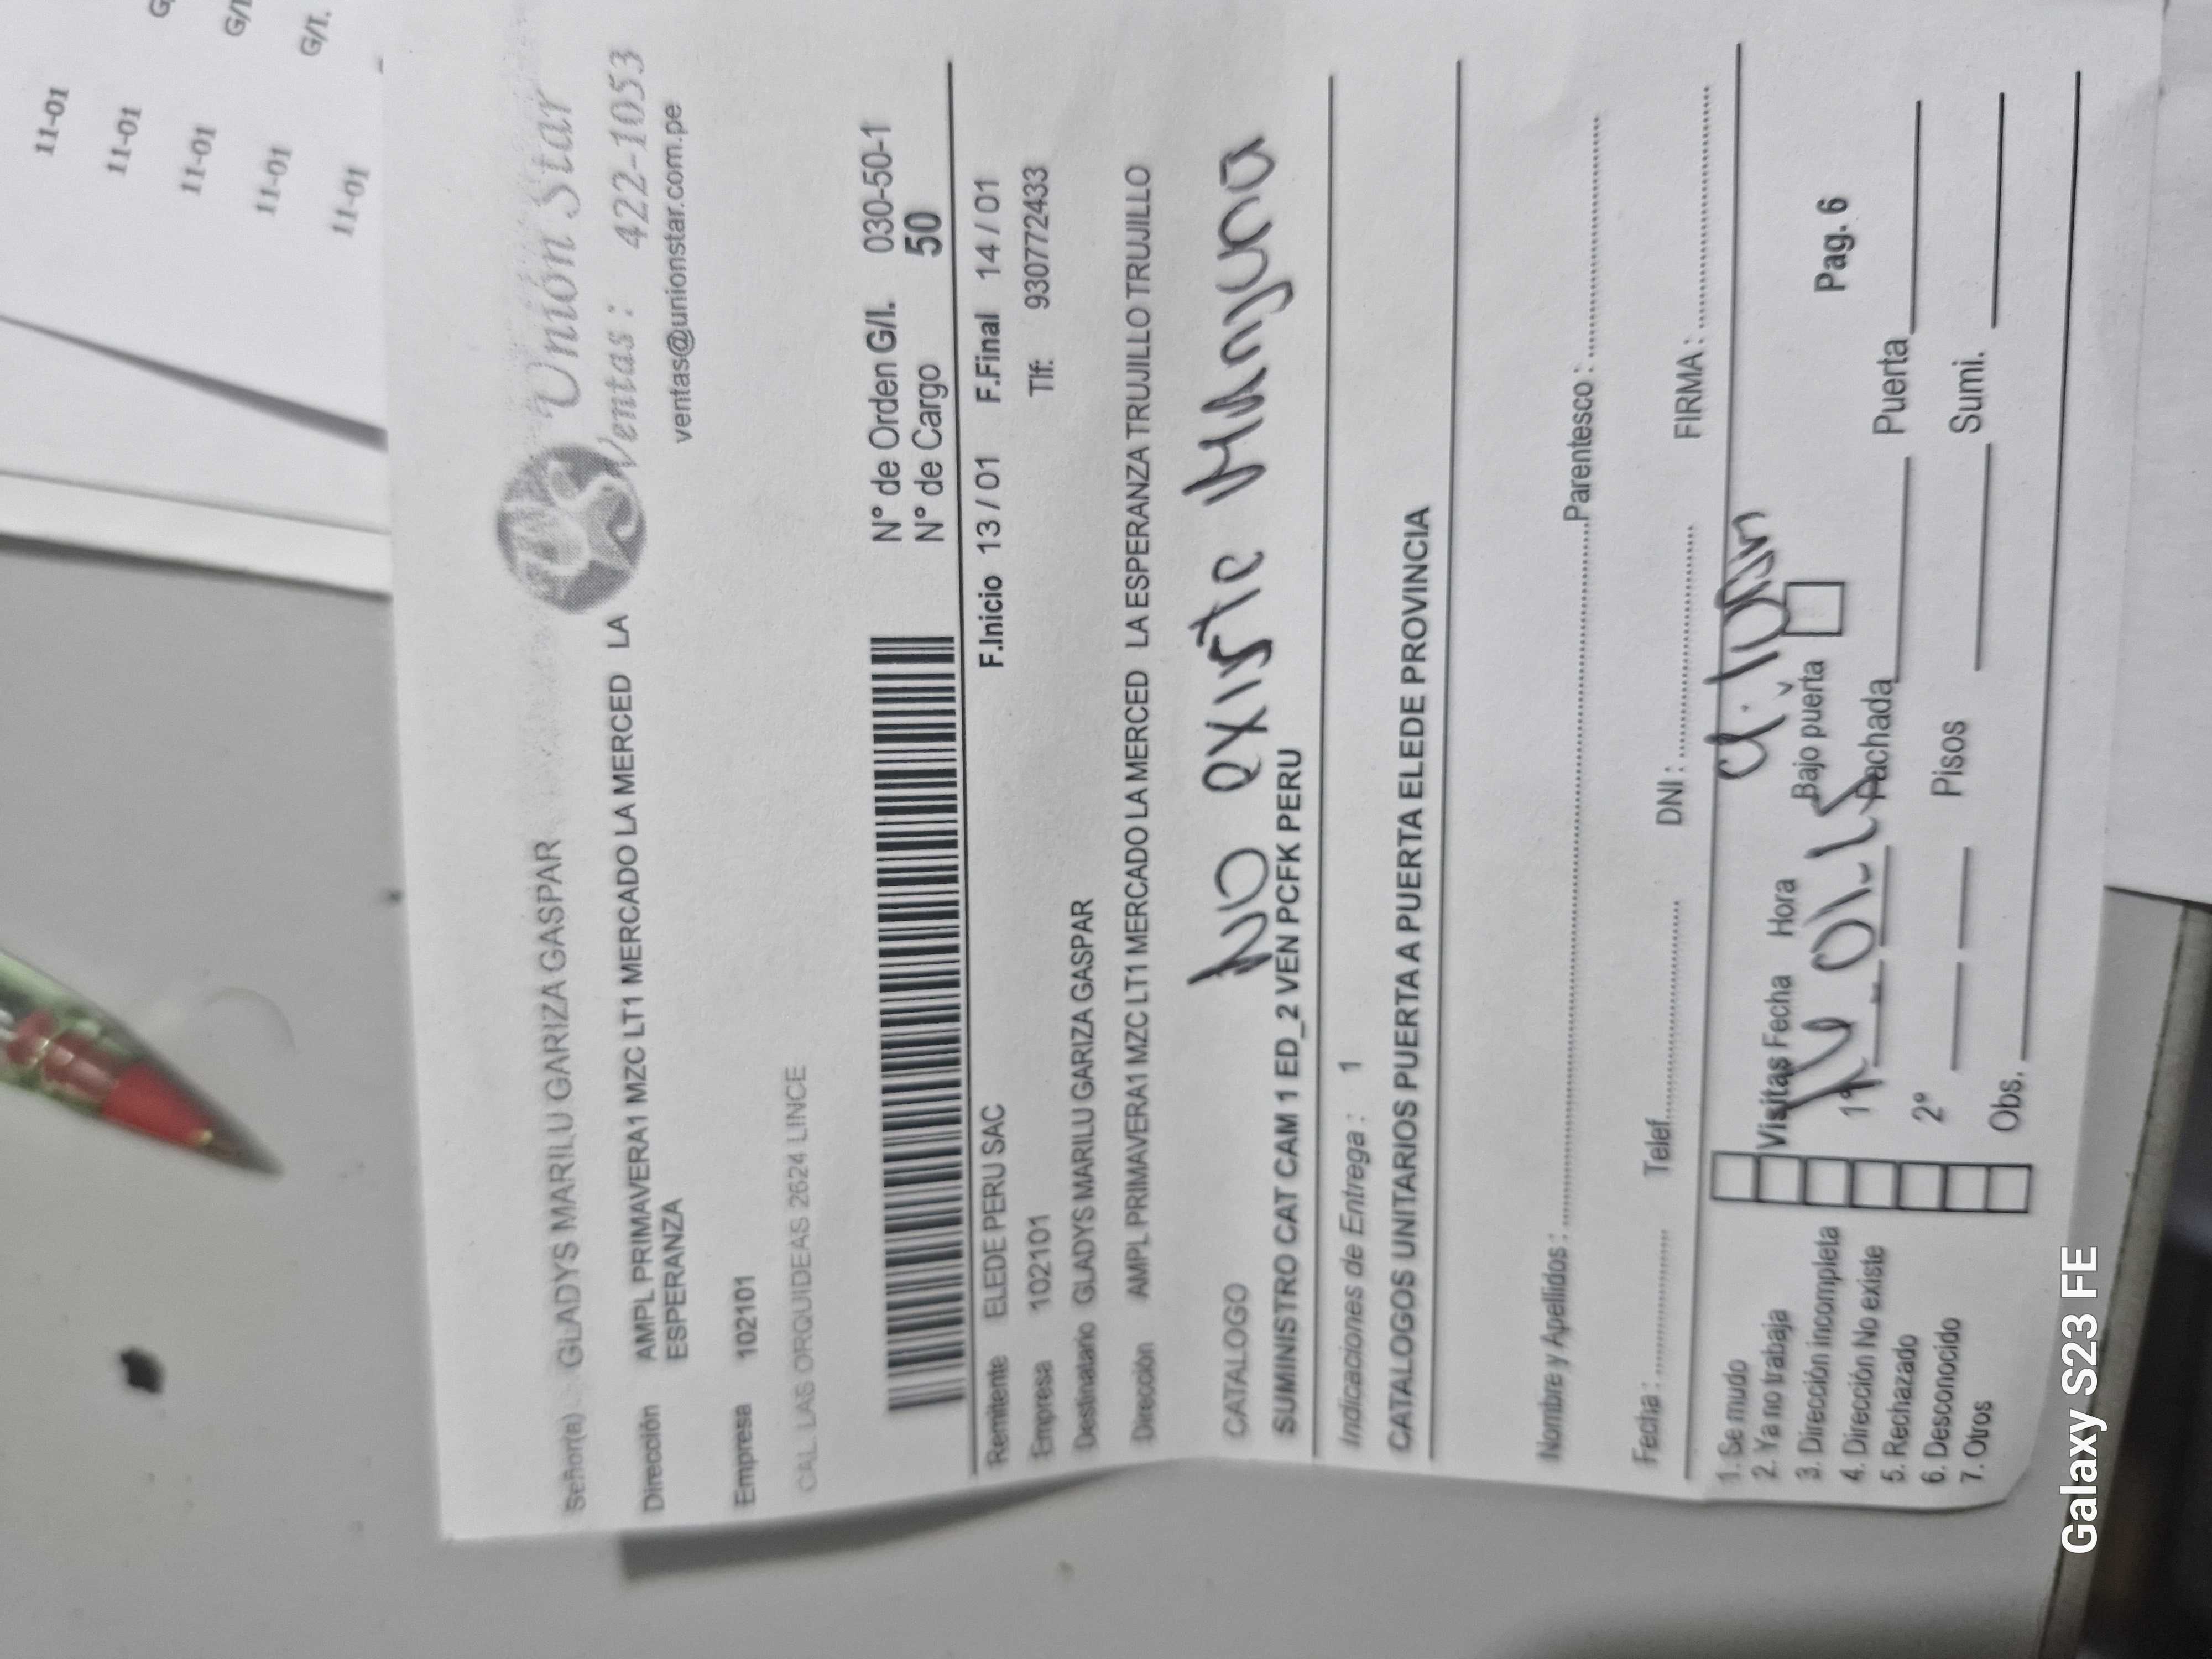 11-01
11-01
11-01
11-01
11-01
G/I.
G/I.
Unión Star
Ventas : 422-1053
ventas@unionstar.com.pe
Señor(a) GLADYS MARILU GARIZA GASPAR
Dirección AMPL PRIMAVERA1 MZC LT1 MERCADO LA MERCED LA
ESPERANZA
Empresa 102101
CAL. LAS ORQUIDEAS 2624 LINCE
N° de Orden G/I. 030-50-1
N° de Cargo 50
Remitente ELEDE PERU SAC F.Inicio 13 / 01 F.Final 14 / 01
Empresa 102101 Tlf: 930772433
Destinatario GLADYS MARILU GARIZA GASPAR
Dirección AMPL PRIMAVERA1 MZC LT1 MERCADO LA MERCED LA ESPERANZA TRUJILLO TRUJILLO
NO existe Manzana
CATALOGO
SUMINISTRO CAT CAM 1 ED_2 VEN PCFK PERU
Indicaciones de Entrega : 1
CATALOGOS UNITARIOS PUERTA A PUERTA ELEDE PROVINCIA
Nombre y Apellidos : Parentesco :
Fecha : Telef. DNI : FIRMA :
1. Se mudo
2. Ya no trabaja
3. Dirección incompleta
4. Dirección No existe
5. Rechazado
6. Desconocido
7. Otros
Visitas Fecha Hora Bajo puerta Pag. 6
1º Fachada Puerta
2º Pisos Sumi.
Obs.
Galaxy S23 FE